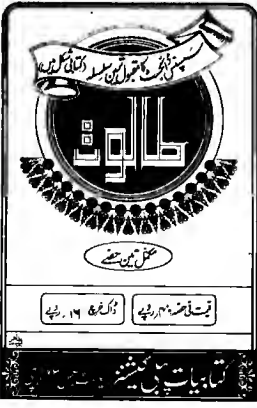 سسپنس ڈائجسٹ کا مقبول ترین سلسلہ کتابی شکل میں
طالوت
مکمل تین حصے
قیمت فی حصہ ۴۰ روپے
ڈاک خرچ ۱۶ روپے
کتابیات پبلی کیشنز